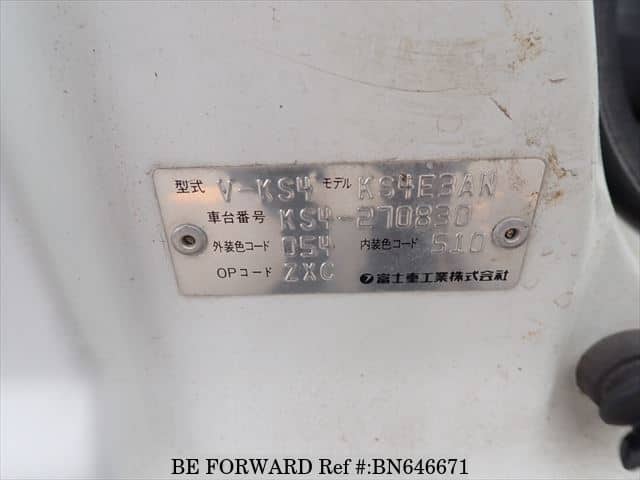 型式 V-KS4 モデル KS4E3AN
車台番号 KS4-270830
外装色コード 054 内装色コード S10
OPコード ZXC 富士重工業株式会社
BE FORWARD Ref #:BN646671